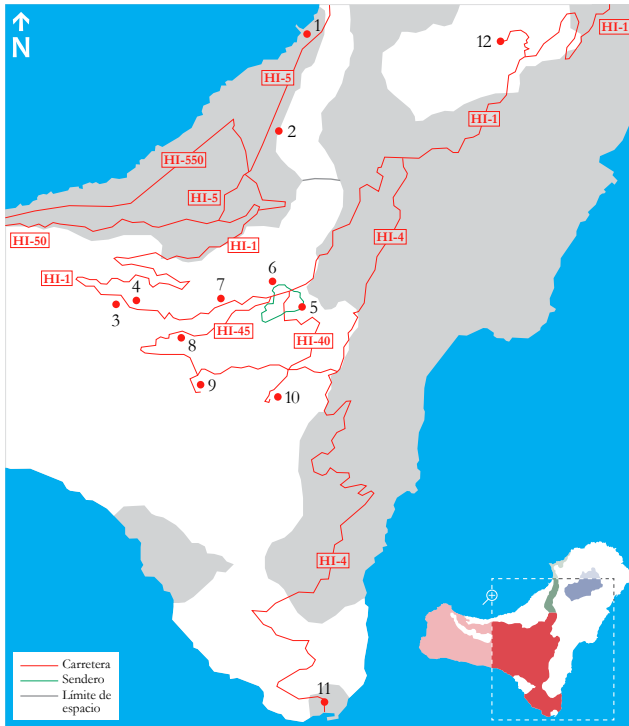 N
HI-1
1
12
HI-5
HI-1
2
HI-550
HI-5
HI-4
HI-50
HI-1
HI-1
6
7
4
3
5
HI-45
HI-40
8
9
10
HI-4
11
Carretera
Sendero
Límite de
espacio